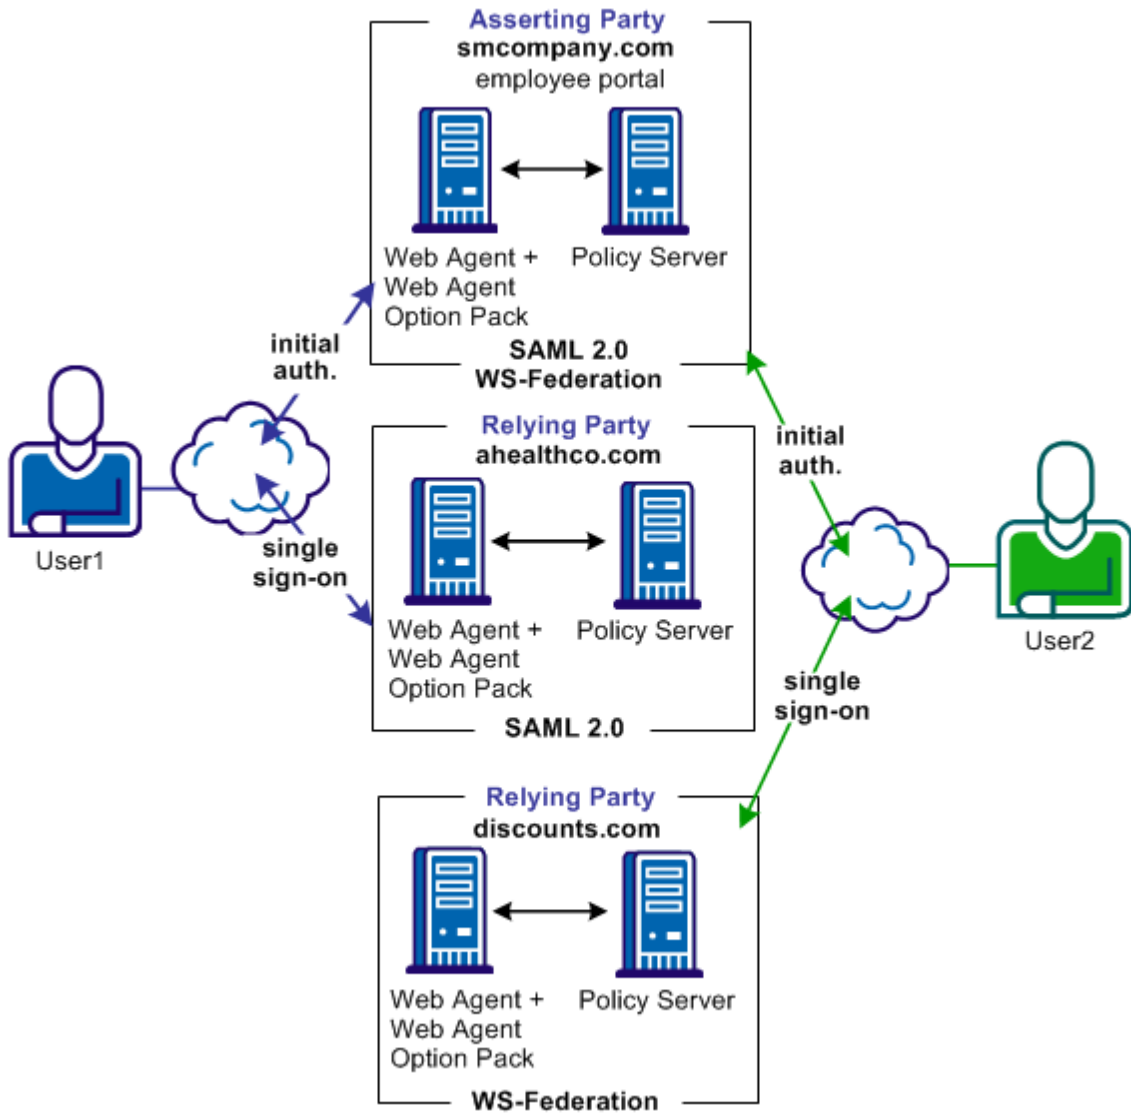 Asserting Party
smcompany.com
employee portal
Web Agent +
Web Agent
Option Pack
Policy Server
SAML 2.0
WS-Federation
initial
auth.
User1
single
sign-on
Relying Party
ahealthco.com
Web Agent +
Web Agent
Option Pack
Policy Server
SAML 2.0
initial
auth.
User2
single
sign-on
Relying Party
discounts.com
Web Agent +
Web Agent
Option Pack
Policy Server
WS-Federation